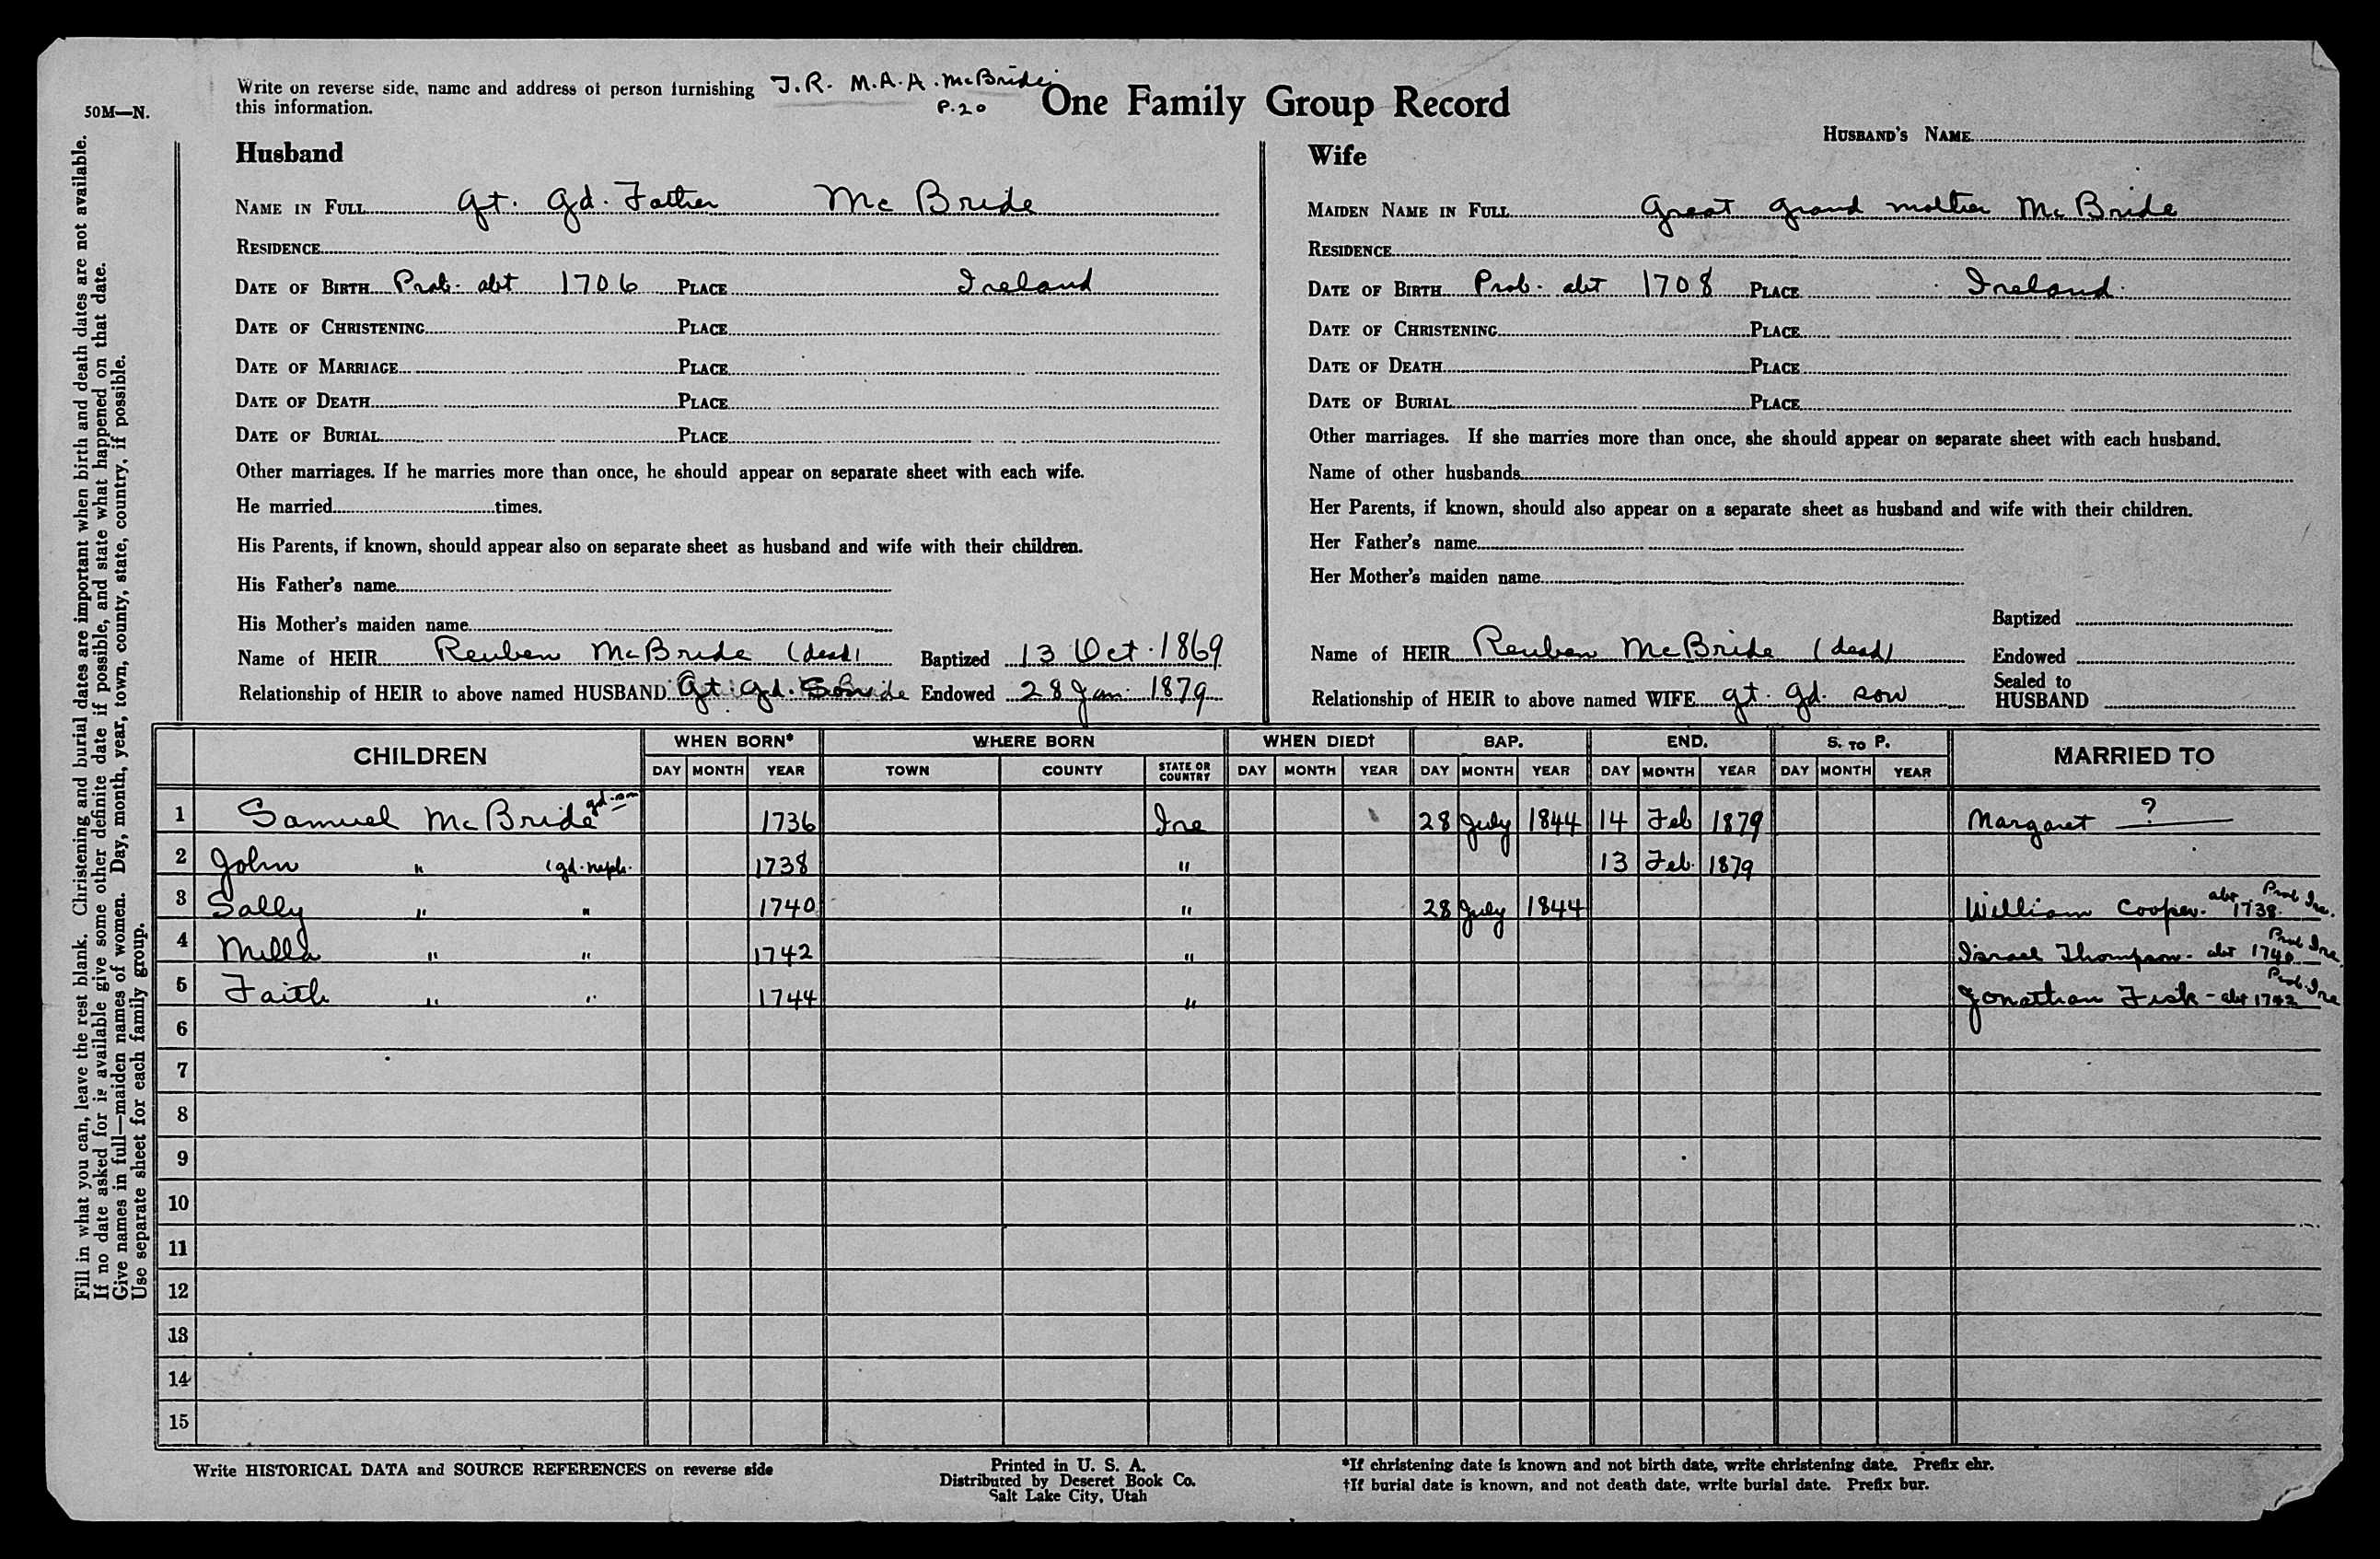 50M—N.
Write on reverse side, name and address of person furnishing T.R. M.A.A. McBride
this information. P.20
One Family Group Record
HUSBAND'S NAME
Husband
NAME IN FULL Gt. Gd. Father Mc Bride
RESIDENCE
DATE OF BIRTH Prob. abt 1706 PLACE Ireland
DATE OF CHRISTENING PLACE
DATE OF MARRIAGE PLACE
DATE OF DEATH PLACE
DATE OF BURIAL PLACE
Other marriages. If he marries more than once, he should appear on separate sheet with each wife.
He married times.
His Parents, if known, should appear also on separate sheet as husband and wife with their children.
His Father's name
His Mother's maiden name
Name of HEIR Reuben McBride (dead) Baptized 13 Oct. 1869
Relationship of HEIR to above named HUSBAND Gt. Gd. Son Endowed 28 Jan. 1879
Wife
MAIDEN NAME IN FULL Great grand mother McBride
RESIDENCE
DATE OF BIRTH Prob. abt 1708 PLACE Ireland
DATE OF CHRISTENING PLACE
DATE OF DEATH PLACE
DATE OF BURIAL PLACE
Other marriages. If she marries more than once, she should appear on separate sheet with each husband.
Name of other husbands
Her Parents, if known, should also appear on a separate sheet as husband and wife with their children.
Her Father's name
Her Mother's maiden name
Baptized
Name of HEIR Reuben McBride (dead) Endowed
Relationship of HEIR to above named WIFE gt. gd. son Sealed to HUSBAND
CHILDREN WHEN BORN* WHERE BORN WHEN DIED† BAP. END. S. TO P. MARRIED TO
DAY MONTH YEAR TOWN COUNTY STATE OR COUNTRY DAY MONTH YEAR DAY MONTH YEAR DAY MONTH YEAR DAY MONTH YEAR
1 Samuel McBride gd-son 1736 Ire 28 July 1844 14 Feb 1879 Margaret ?
2 John " (gd-neph. 1738 " 13 Feb. 1879
3 Sally " " 1740 " 28 July 1844 William Cooper. abt 1738. Prob Ire.
4 Milla " " 1742 " Israel Thompson - abt 1740 Prob Ire.
5 Faith " " 1744 " Jonathan Fisk - abt 1742 Prob. Ire
6
7
8
9
10
11
12
13
14
15
Write HISTORICAL DATA and SOURCE REFERENCES on reverse side
Printed in U. S. A.
Distributed by Deseret Book Co.
Salt Lake City, Utah
*If christening date is known and not birth date, write christening date. Prefix chr.
†If burial date is known, and not death date, write burial date. Prefix bur.
Fill in what you can, leave the rest blank. Christening and burial dates are important when birth and death dates are not available.
If no date asked for is available give some other definite date if possible, and state what happened on that date.
Give names in full—maiden names of women. Day, month, year, town, county, state, country, if possible.
Use separate sheet for each family group.